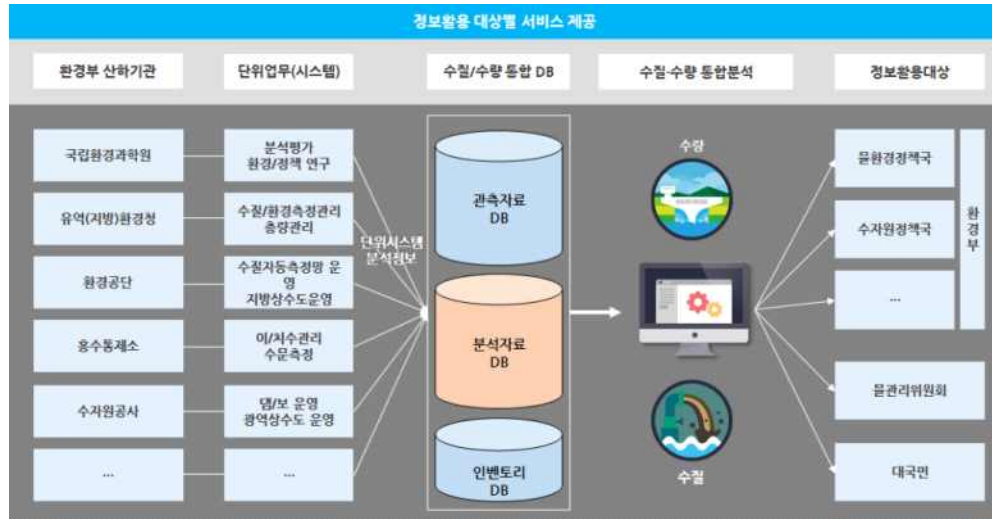 정보활용 대상별 서비스 제공
환경부 산하기관
단위업무(시스템)
수질/수량 통합 DB
수질-수량 통합분석
정보활용대상
국립환경과학원
분석평가
환경/정책 연구
유역(지방)환경청
수질/환경측정관리
총량관리
환경공단
수질자동측정망 운
영
지방상수도운영
홍수통제소
이/치수관리
수문측정
수자원공사
댐/보 운영
광역상수도 운영
...
...
단위시스템
분석정보
관측자료
DB
분석자료
DB
인벤토리
DB
수량
수질
물환경정책국
수자원정책국
...
환
경
부
물관리위원회
대국민